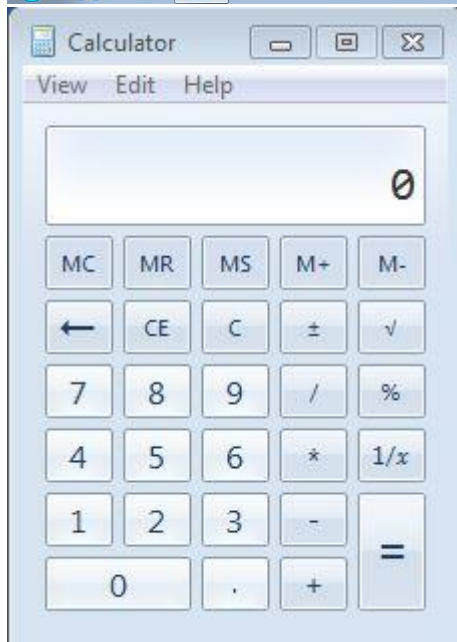 Calculator
View Edit Help
0
MC MR MS M+ M-
← CE C ± √
7 8 9 / %
4 5 6 * 1/x
1 2 3 - =
0 . +